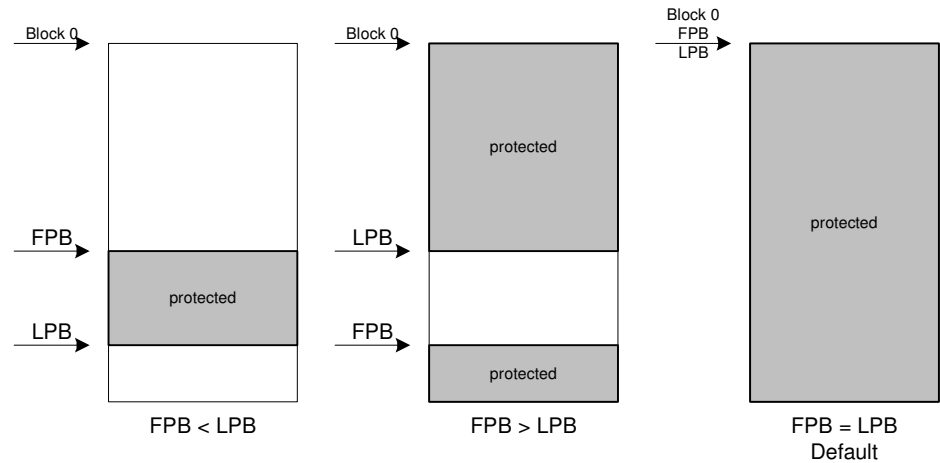 Block 0
FPB
protected
LPB
FPB < LPB
Block 0
protected
LPB
FPB
protected
FPB > LPB
Block 0
FPB
LPB
protected
FPB = LPB
Default